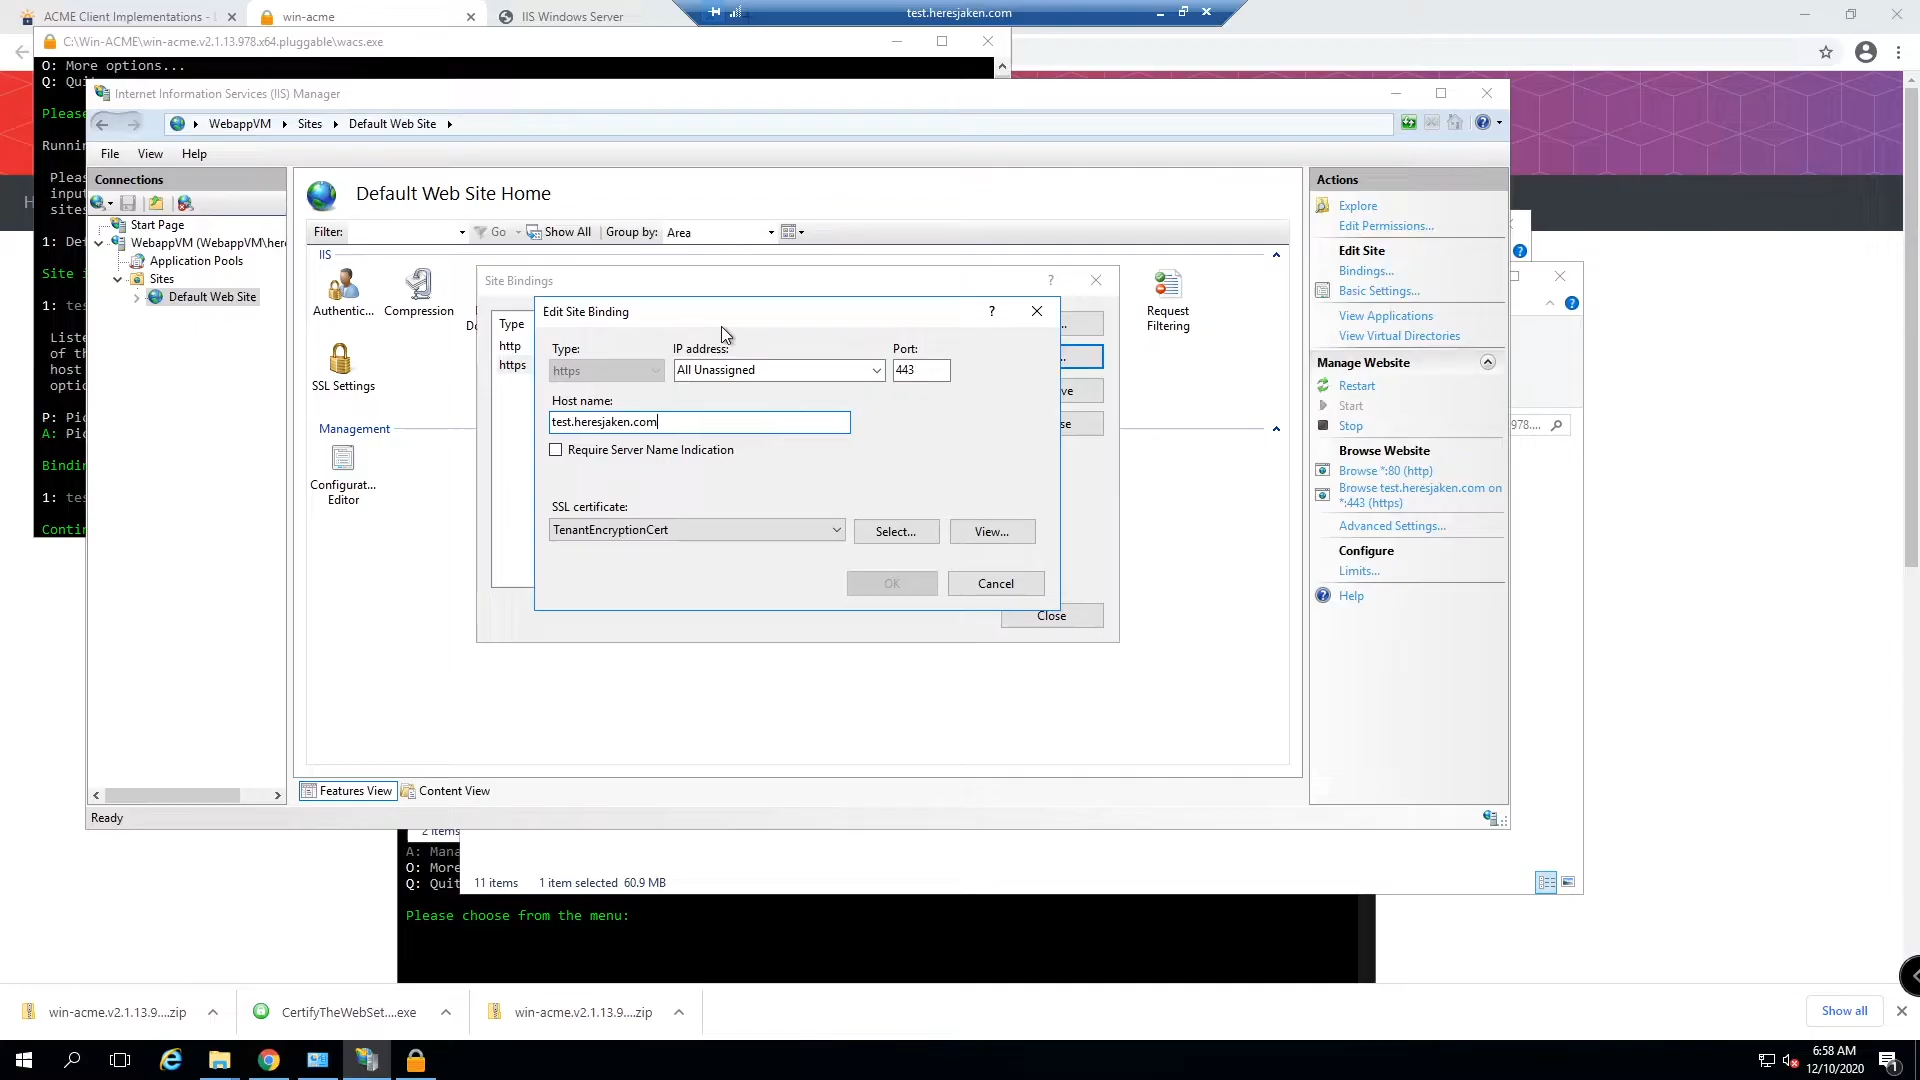 ACME Client Implementations -
win-acme
IIS Windows Server
test.heresjaken.com
C:\Win-ACME\win-acme.v2.1.13.978.x64.pluggable\wacs.exe
O: More options...
Q:
Internet Information Services (IIS) Manager
WebappVM
Sites
Default Web Site
File
View
Help
Connections
Start Page
WebappVM (WebappVM\her
Application Pools
Sites
Default Web Site
Default Web Site Home
Filter:
Go
Show All
Group by:
Area
IIS
Authentic...
Compression
Request
Filtering
SSL Settings
Management
Configurat...
Editor
Site Bindings
?
Type
http
https
Edit Site Binding
?
Type:
IP address:
Port:
https
All Unassigned
443
Host name:
test.heresjaken.com
Require Server Name Indication
SSL certificate:
TenantEncryptionCert
Select...
View...
OK
Cancel
Close
Features View
Content View
Ready
Actions
Explore
Edit Permissions...
Edit Site
Bindings...
Basic Settings...
View Applications
View Virtual Directories
Manage Website
Restart
Start
Stop
Browse Website
Browse *:80 (http)
Browse test.heresjaken.com on
*:443 (https)
Advanced Settings...
Configure
Limits...
Help
978....
2 items
A: Mana
O: More
Q: Quit
11 items
1 item selected 60.9 MB
Please choose from the menu:
win-acme.v2.1.13.9....zip
CertifyTheWebSet....exe
win-acme.v2.1.13.9....zip
Show all
6:58 AM
12/10/2020
1